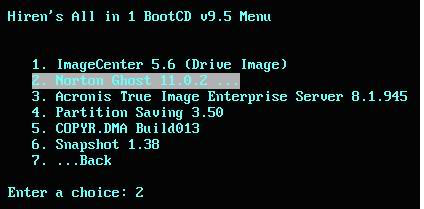 Hiren's All in 1 BootCD v9.5 Menu
1. ImageCenter 5.6 (Drive Image)
2. Norton Ghost 11.0.2 ...
3. Acronis True Image Enterprise Server 8.1.945
4. Partition Saving 3.50
5. COPYR.DMA Build013
6. Snapshot 1.38
7. ...Back
Enter a choice: 2